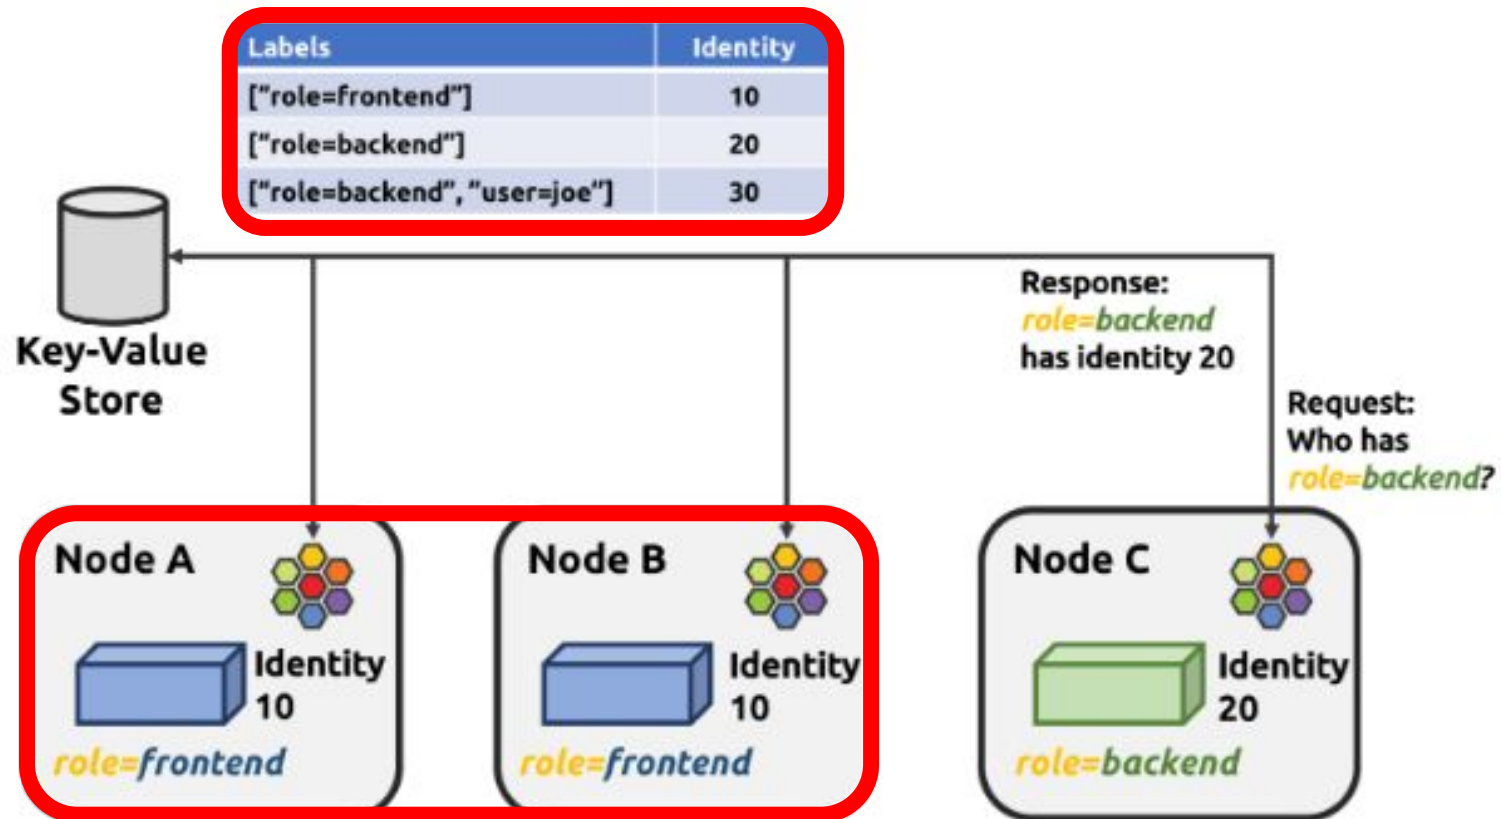 Labels Identity
["role=frontend"] 10
["role=backend"] 20
["role=backend", "user=joe"] 30
Key-Value
Store
Response:
role=backend
has identity 20
Request:
Who has
role=backend?
Node A
Identity
10
role=frontend
Node B
Identity
10
role=frontend
Node C
Identity
20
role=backend